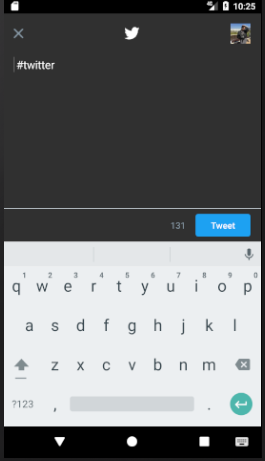 10:25
#twitter
131 Tweet
1 2 3 4 5 6 7 8 9 0
q w e r t y u i o p
a s d f g h j k l
z x c v b n m
?123 , .